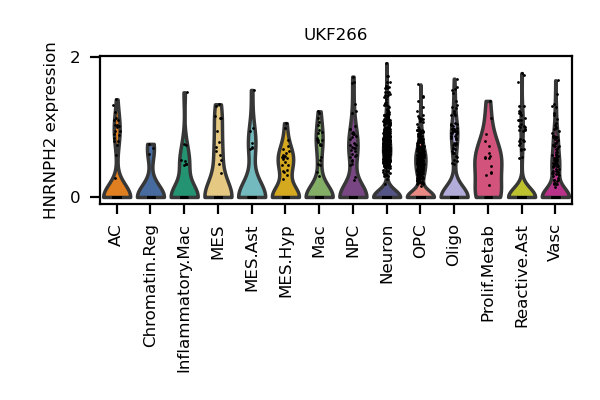 UKF266
HNRNPH2 expression
2
0
AC
Chromatin.Reg
Inflammatory.Mac
MES
MES.Ast
MES.Hyp
Mac
NPC
Neuron
OPC
Oligo
Prolif.Metab
Reactive.Ast
Vasc